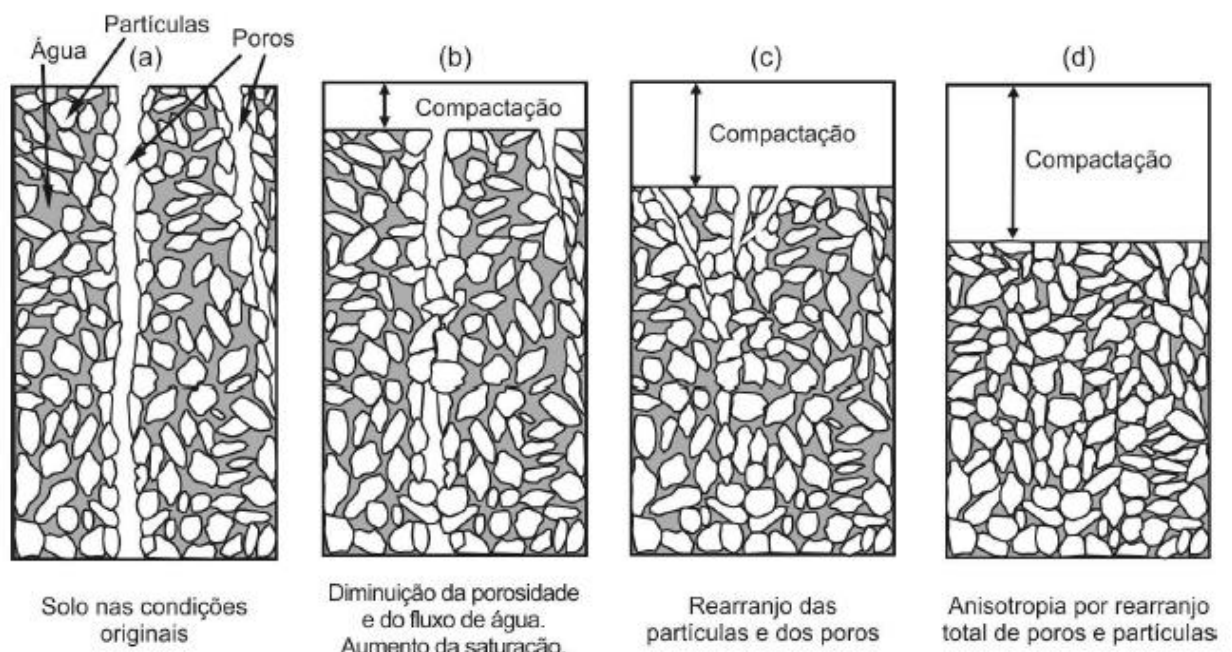 Partículas
Água
(a)
Poros
(b)
Compactação
(c)
Compactação
(d)
Compactação
Solo nas condições
originais
Diminuição da porosidade
e do fluxo de água.
Aumento da saturação.
Rearranjo das
partículas e dos poros
Anisotropia por rearranjo
total de poros e partículas